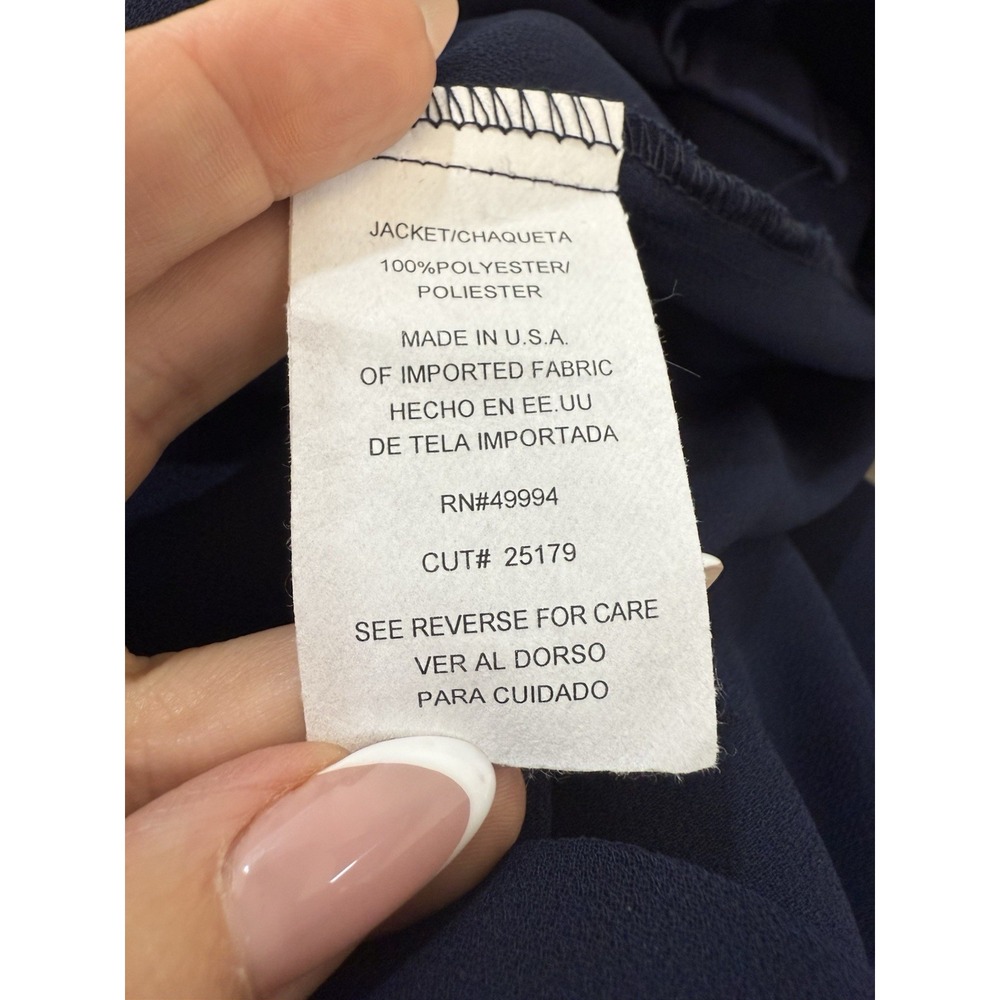 JACKET/CHAQUETA
100%POLYESTER/
POLIESTER
MADE IN U.S.A.
OF IMPORTED FABRIC
HECHO EN EE.UU
DE TELA IMPORTADA
RN#49994
CUT# 25179
SEE REVERSE FOR CARE
VER AL DORSO
PARA CUIDADO